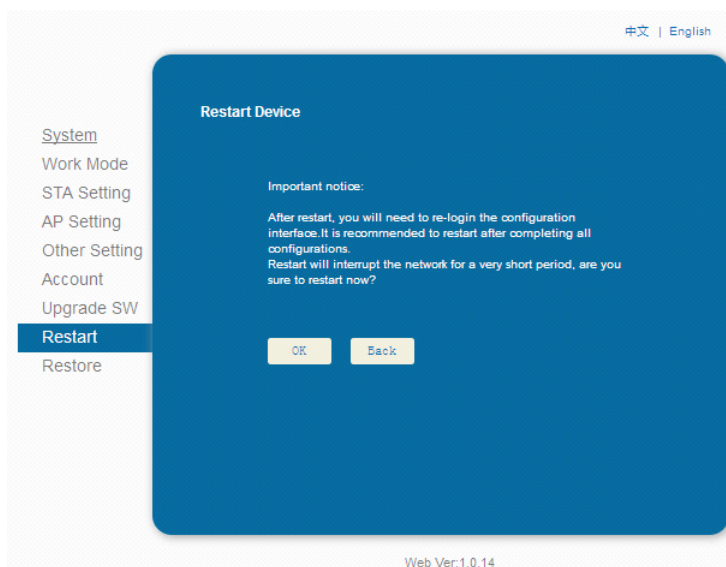 中文 | English
Restart Device
System
Work Mode
STA Setting
AP Setting
Other Setting
Account
Upgrade SW
Restart
Restore
Important notice:
After restart, you will need to re-login the configuration
interface.It is recommended to restart after completing all
configurations.
Restart will interrupt the network for a very short period, are you
sure to restart now?
OK Back
Web Ver:1.0.14